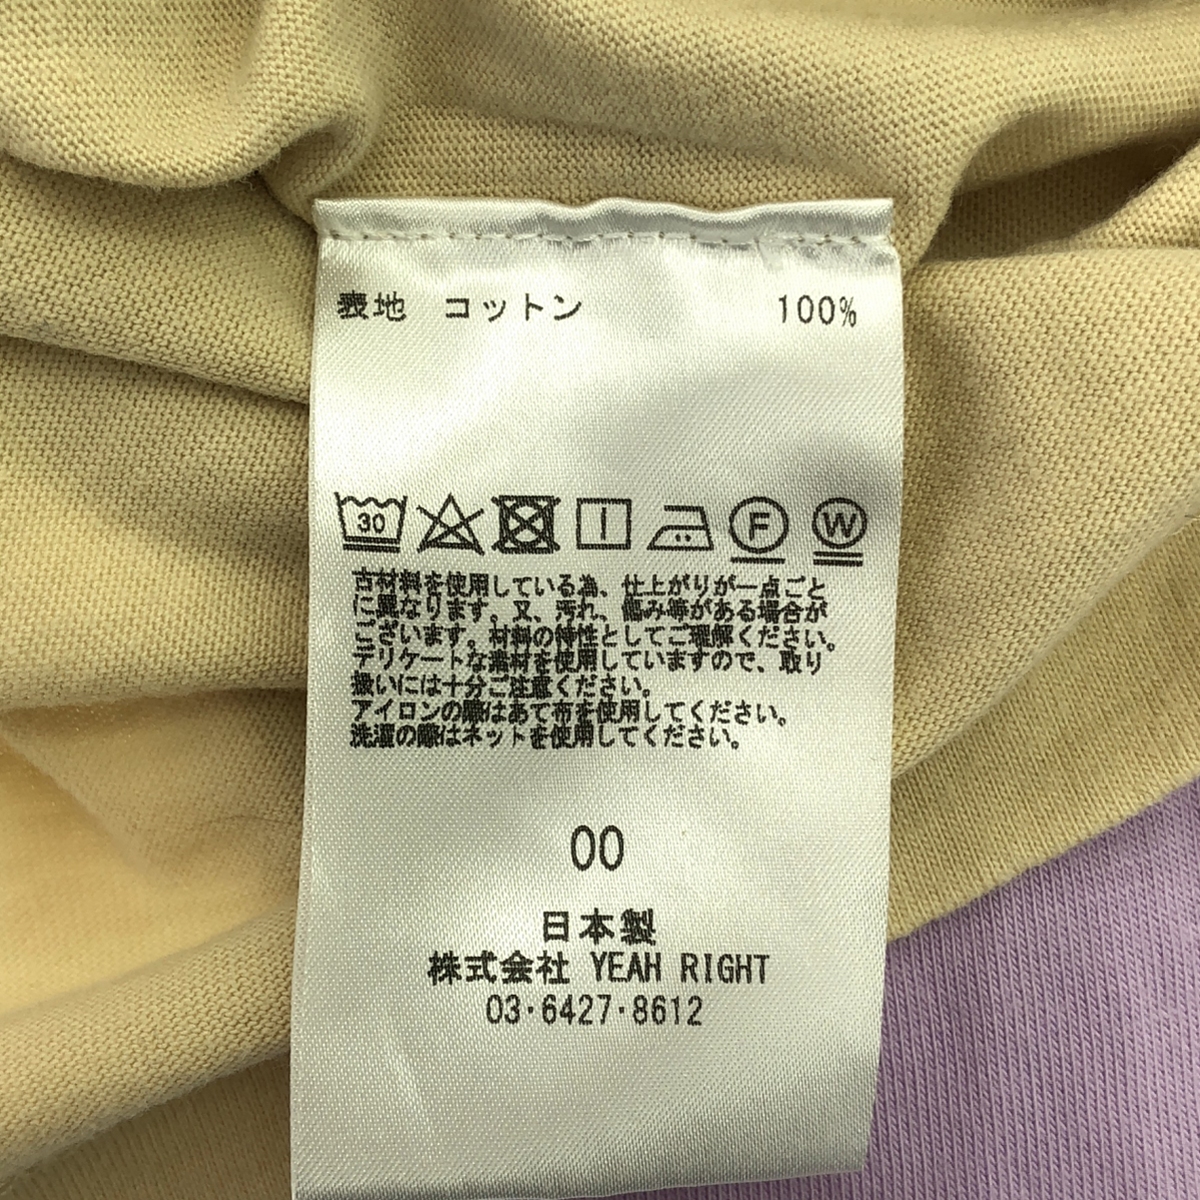 表地 コットン 100%
30 F W
古材料を使用している為、仕上がりが一点ごと
に異なります。又、汚れ、傷み等がある場合が
ございます。材料の特性としてご理解ください。
デリケートな素材を使用していますので、取り
扱いには十分ご注意ください。
アイロンの際はあて布を使用してください。
洗濯の際はネットを使用してください。
00
日本製
株式会社 YEAH RIGHT
03·6427·8612